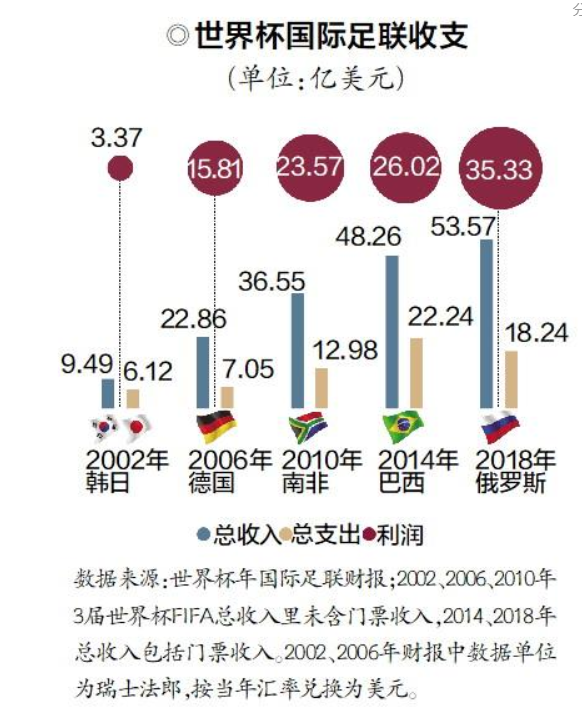 分
◎世界杯国际足联收支
(单位:亿美元)
3.37
15.81
23.57
26.02
35.33
9.49
6.12
22.86
7.05
36.55
12.98
48.26
22.24
53.57
18.24
2002年
韩日
2006年
德国
2010年
南非
2014年
巴西
2018年
俄罗斯
●总收入●总支出●利润
数据来源:世界杯年国际足联财报;2002、2006、2010年
3届世界杯FIFA总收入里未含门票收入,2014、2018年
总收入包括门票收入。2002、2006年财报中数据单位
为瑞士法郎,按当年汇率兑换为美元。